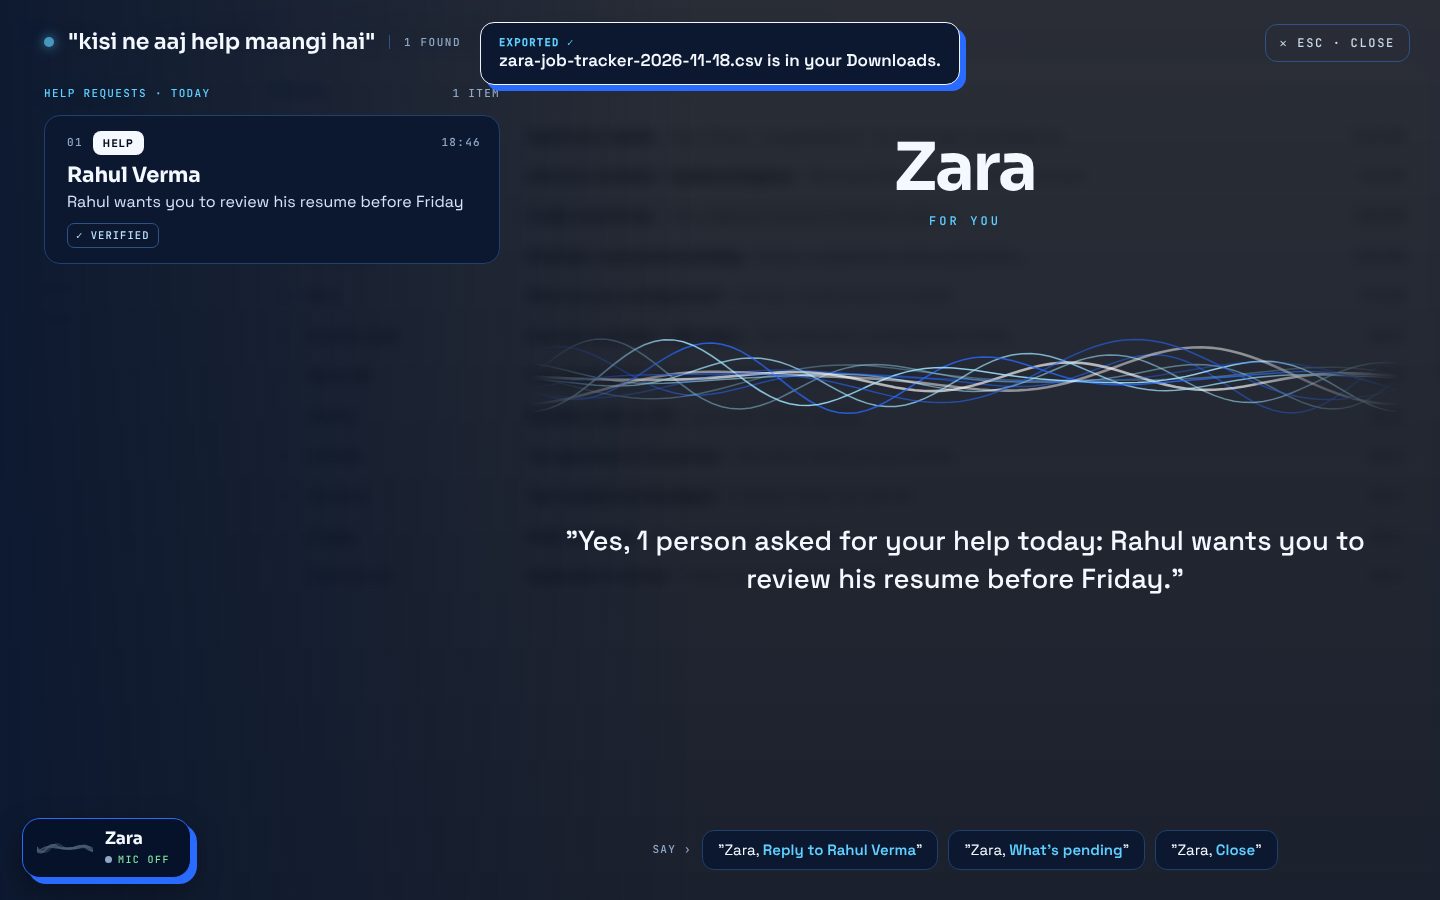 "kisi ne aaj help maangi hai"
1 FOUND
EXPORTED ✓
zara-job-tracker-2026-11-18.csv is in your Downloads.
× ESC · CLOSE
HELP REQUESTS · TODAY
1 ITEM
01 HELP 18:46
Rahul Verma
Rahul wants you to review his resume before Friday
✓ VERIFIED
Zara
FOR YOU
"Yes, 1 person asked for your help today: Rahul wants you to
review his resume before Friday."
Zara
MIC OFF
SAY › "Zara, Reply to Rahul Verma" "Zara, What's pending" "Zara, Close"